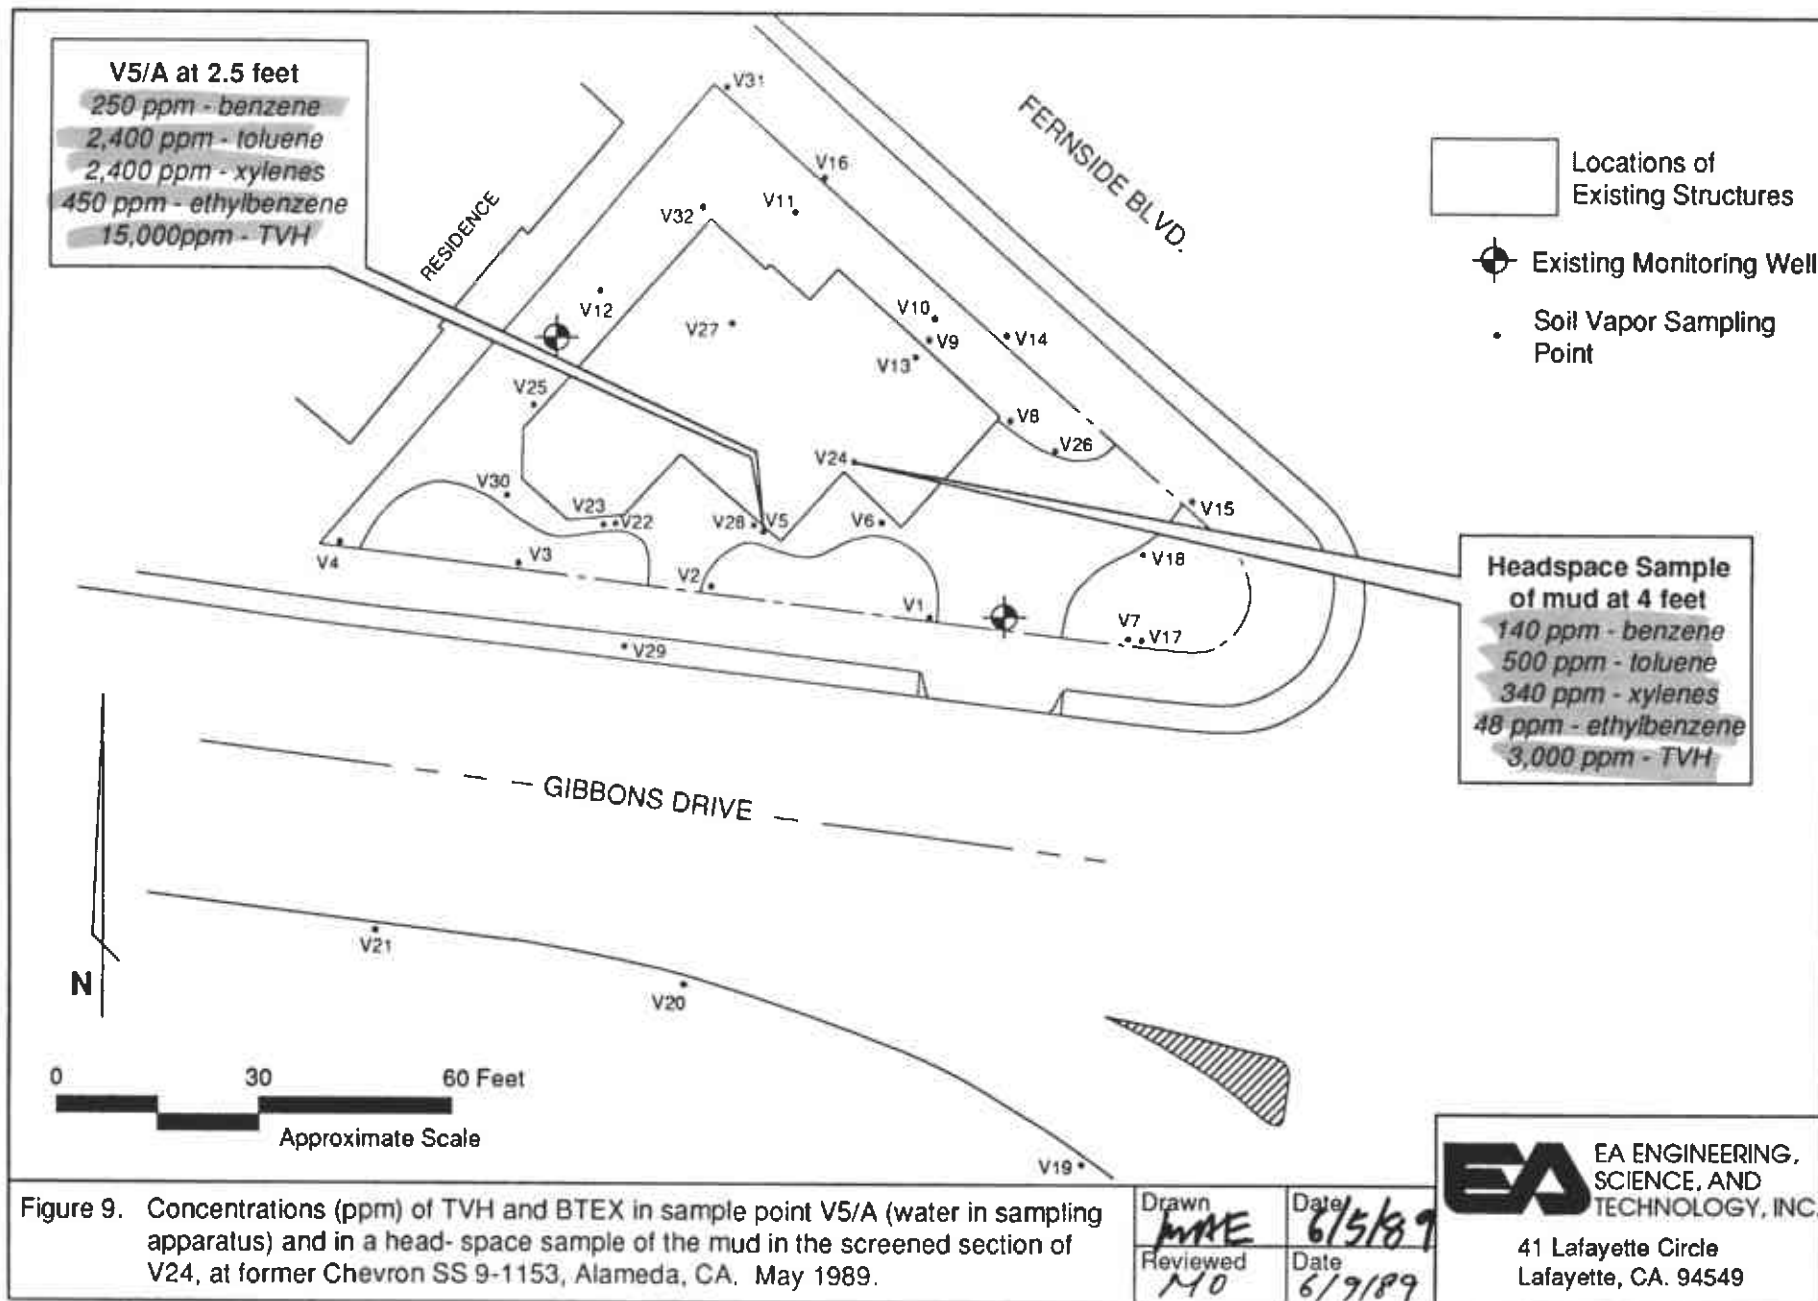 V5/A at 2.5 feet
250 ppm - benzene
2,400 ppm - toluene
2,400 ppm - xylenes
450 ppm - ethylbenzene
15,000ppm - TVH
RESIDENCE
FERNSIDE BLVD.
Locations of
Existing Structures
Existing Monitoring Well
Soil Vapor Sampling
Point
V31
V16
V11
V32
V12
V27
V10
V9
V14
V13
V25
V8
V26
V24
V30
V23
V22
V28
V5
V6
V15
V4
V3
V18
V2
V1
V7
V17
V29
Headspace Sample
of mud at 4 feet
140 ppm - benzene
500 ppm - toluene
340 ppm - xylenes
48 ppm - ethylbenzene
3,000 ppm - TVH
GIBBONS DRIVE
V21
V20
V19
N
0 30 60 Feet
Approximate Scale
Figure 9. Concentrations (ppm) of TVH and BTEX in sample point V5/A (water in sampling
apparatus) and in a head- space sample of the mud in the screened section of
V24, at former Chevron SS 9-1153, Alameda, CA. May 1989.
Drawn
Date
6/5/89
Reviewed
MO
Date
6/9/89
EA
EA ENGINEERING,
SCIENCE, AND
TECHNOLOGY, INC.
41 Lafayette Circle
Lafayette, CA. 94549